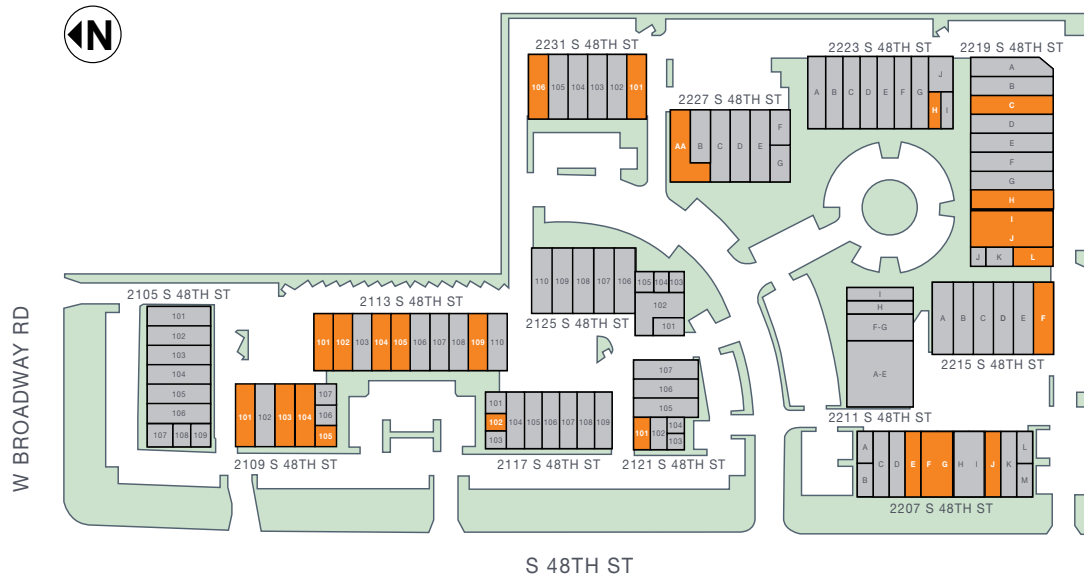 N
2231 S 48TH ST
106 105 104 103 102 101
2227 S 48TH ST
AA B C D E F
G
2223 S 48TH ST
A B C D E F G J
H I
2219 S 48TH ST
A
B
C
D
E
F
G
H
I
J
J K L
2105 S 48TH ST
101
102
103
104
105
106
107 108 109
2113 S 48TH ST
101 102 103 104 105 106 107 108 109 110
2125 S 48TH ST
110 109 108 107 106 105 104 103
102
101
2109 S 48TH ST
101 102 103 104 107
106
105
2117 S 48TH ST
101
102
103
104 105 106 107 108 109
2121 S 48TH ST
107
106
105
101 102 104
103
2211 S 48TH ST
I
H
F-G
A-E
2215 S 48TH ST
A B C D E F
2207 S 48TH ST
A
B
C D E F G H I J K L
M
W BROADWAY RD
S 48TH ST